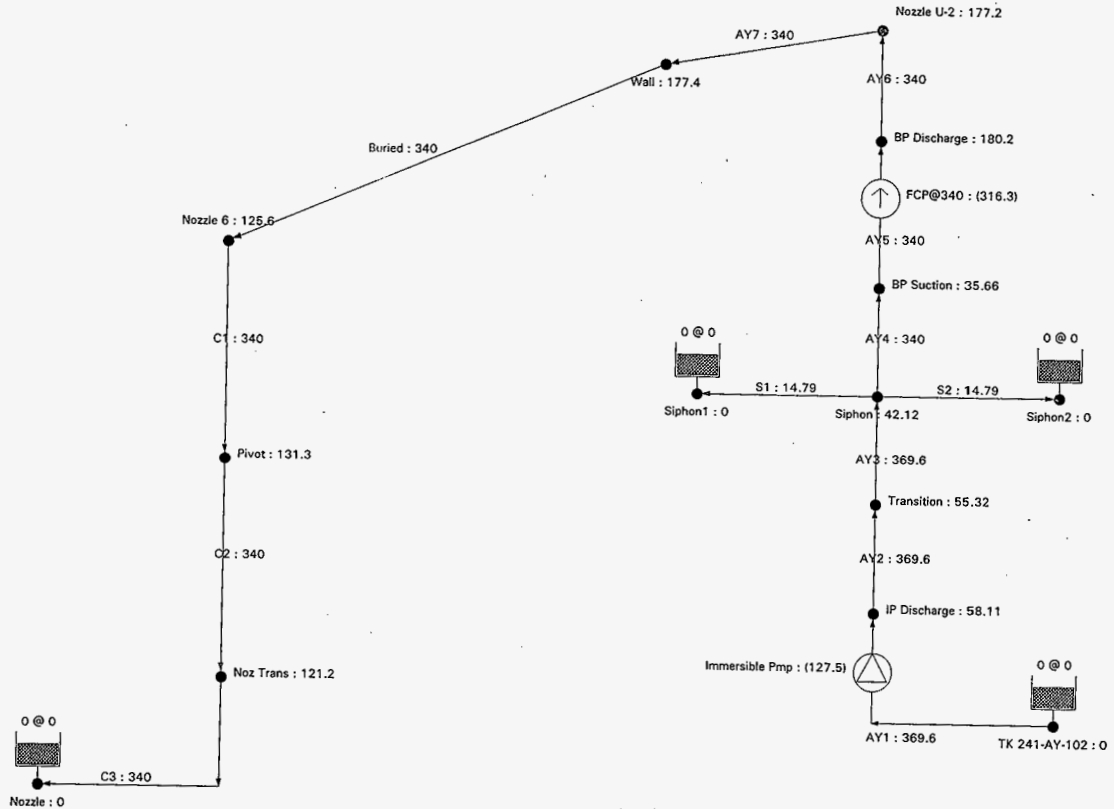 Nozzle U-2 : 177.2
AY7 : 340
Wall : 177.4
AY6 : 340
BP Discharge : 180.2
Buried : 340
FCP@340 : (316.3)
Nozzle 6 : 125.6
AY5 : 340
BP Suction : 35.66
C1 : 340
0 @ 0
AY4 : 340
0 @ 0
S1 : 14.79
S2 : 14.79
Siphon1 : 0
Siphon : 42.12
Siphon2 : 0
Pivot : 131.3
AY3 : 369.6
Transition : 55.32
C2 : 340
AY2 : 369.6
IP Discharge : 58.11
Noz Trans : 121.2
Immersible Pmp : (127.5)
0 @ 0
0 @ 0
AY1 : 369.6
TK 241-AY-102 : 0
C3 : 340
Nozzle : 0